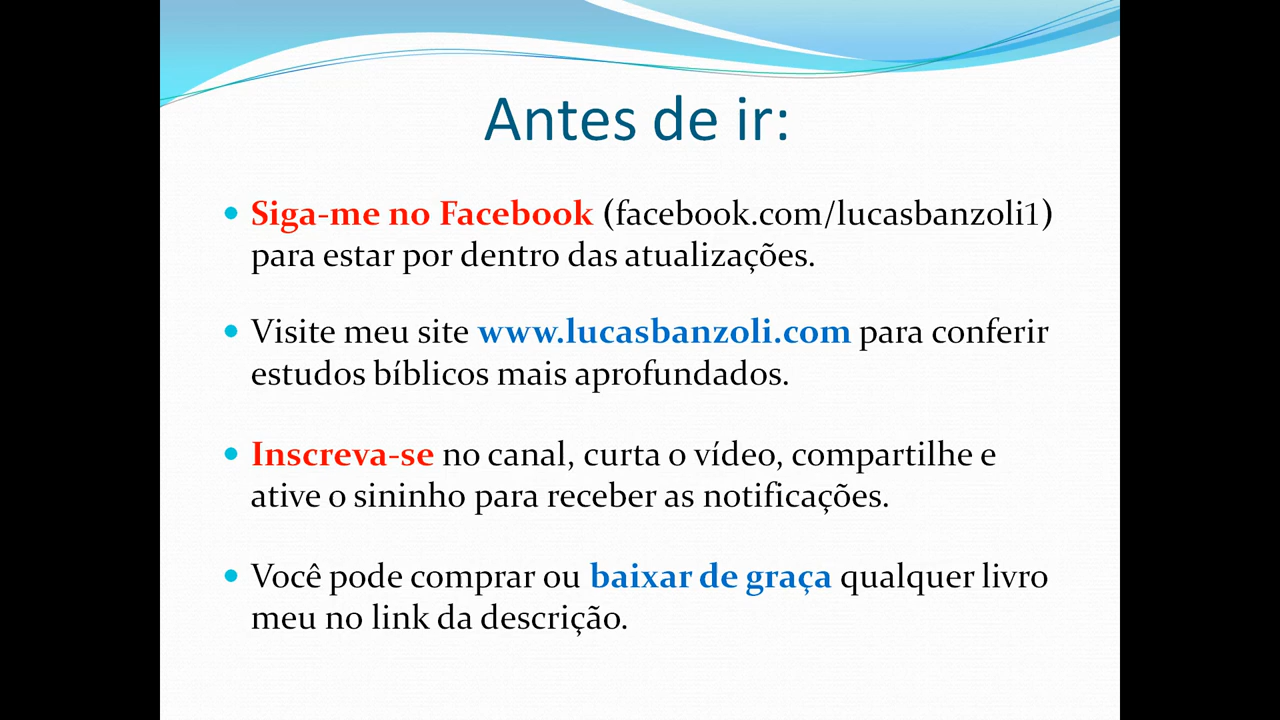 Antes de ir:
• Siga-me no Facebook (facebook.com/lucasbanzoli1)
para estar por dentro das atualizações.
• Visite meu site www.lucasbanzoli.com para conferir
estudos bíblicos mais aprofundados.
• Inscreva-se no canal, curta o vídeo, compartilhe e
ative o sininho para receber as notificações.
• Você pode comprar ou baixar de graça qualquer livro
meu no link da descrição.